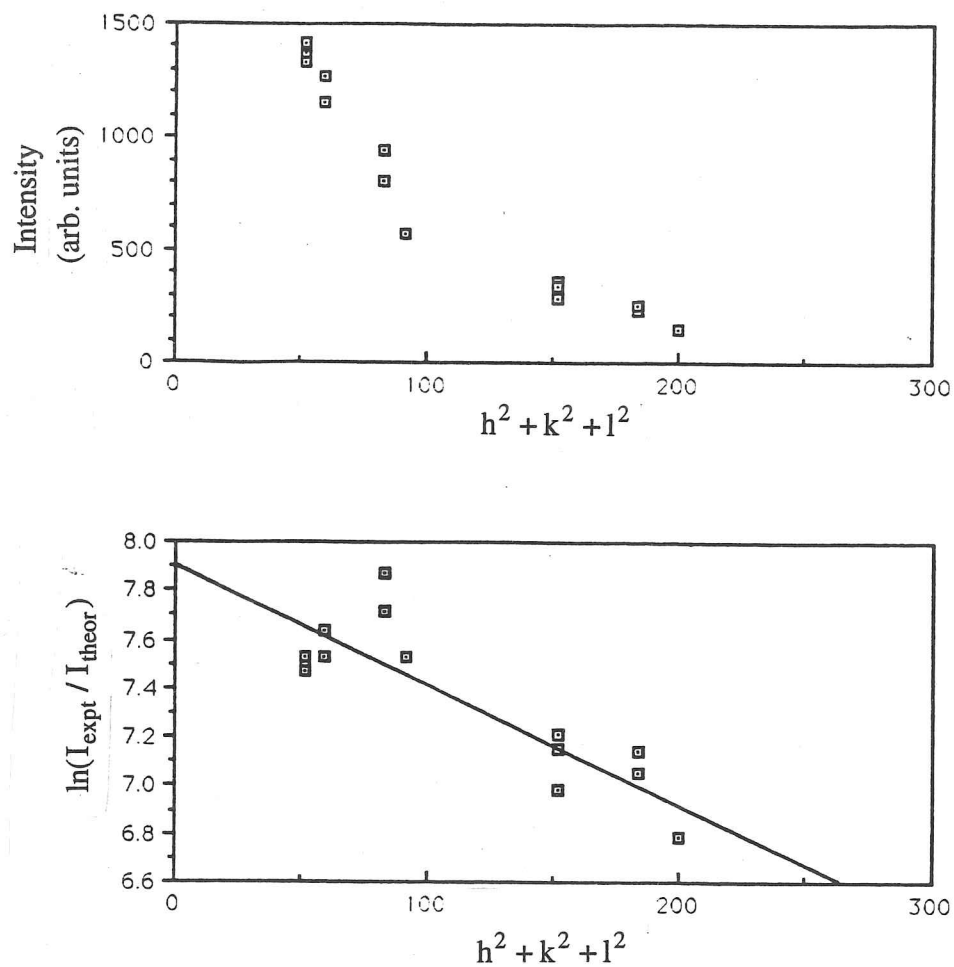 1500
1000
500
0
Intensity
(arb. units)
0 100 200 300
h² + k² + l²
8.0
7.8
7.6
7.4
7.2
7.0
6.8
6.6
ln(I_expt / I_theor)
0 100 200 300
h² + k² + l²